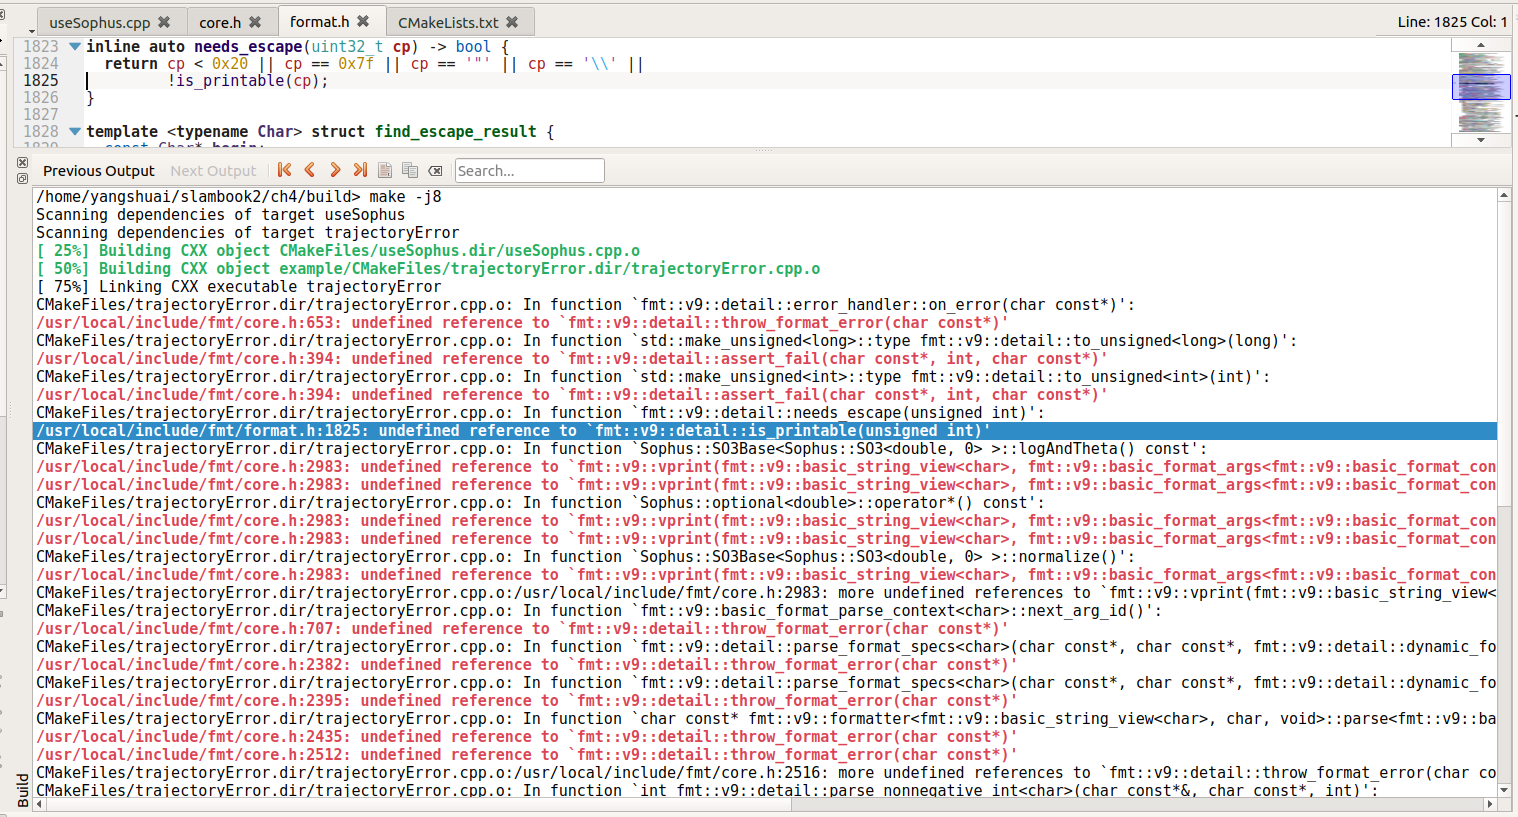 useSophus.cpp core.h format.h CMakeLists.txt Line: 1825 Col: 1
1823 inline auto needs_escape(uint32_t cp) -> bool {
1824 return cp < 0x20 || cp == 0x7f || cp == '"' || cp == '\\' ||
1825 !is_printable(cp);
1826 }
1827
1828 template <typename Char> struct find_escape_result {
1829 const Char* begin;
Previous Output Next Output Search...
/home/yangshuai/slambook2/ch4/build> make -j8
Scanning dependencies of target useSophus
Scanning dependencies of target trajectoryError
[ 25%] Building CXX object CMakeFiles/useSophus.dir/useSophus.cpp.o
[ 50%] Building CXX object example/CMakeFiles/trajectoryError.dir/trajectoryError.cpp.o
[ 75%] Linking CXX executable trajectoryError
CMakeFiles/trajectoryError.dir/trajectoryError.cpp.o: In function `fmt::v9::detail::error_handler::on_error(char const*)':
/usr/local/include/fmt/core.h:653: undefined reference to `fmt::v9::detail::throw_format_error(char const*)'
CMakeFiles/trajectoryError.dir/trajectoryError.cpp.o: In function `std::make_unsigned<long>::type fmt::v9::detail::to_unsigned<long>(long)':
/usr/local/include/fmt/core.h:394: undefined reference to `fmt::v9::detail::assert_fail(char const*, int, char const*)'
CMakeFiles/trajectoryError.dir/trajectoryError.cpp.o: In function `std::make_unsigned<int>::type fmt::v9::detail::to_unsigned<int>(int)':
/usr/local/include/fmt/core.h:394: undefined reference to `fmt::v9::detail::assert_fail(char const*, int, char const*)'
CMakeFiles/trajectoryError.dir/trajectoryError.cpp.o: In function `fmt::v9::detail::needs_escape(unsigned int)':
/usr/local/include/fmt/format.h:1825: undefined reference to `fmt::v9::detail::is_printable(unsigned int)'
CMakeFiles/trajectoryError.dir/trajectoryError.cpp.o: In function `Sophus::SO3Base<Sophus::SO3<double, 0> >::logAndTheta() const':
/usr/local/include/fmt/core.h:2983: undefined reference to `fmt::v9::vprint(fmt::v9::basic_string_view<char>, fmt::v9::basic_format_args<fmt::v9::basic_format_con
/usr/local/include/fmt/core.h:2983: undefined reference to `fmt::v9::vprint(fmt::v9::basic_string_view<char>, fmt::v9::basic_format_args<fmt::v9::basic_format_con
CMakeFiles/trajectoryError.dir/trajectoryError.cpp.o: In function `Sophus::optional<double>::operator*() const':
/usr/local/include/fmt/core.h:2983: undefined reference to `fmt::v9::vprint(fmt::v9::basic_string_view<char>, fmt::v9::basic_format_args<fmt::v9::basic_format_con
/usr/local/include/fmt/core.h:2983: undefined reference to `fmt::v9::vprint(fmt::v9::basic_string_view<char>, fmt::v9::basic_format_args<fmt::v9::basic_format_con
CMakeFiles/trajectoryError.dir/trajectoryError.cpp.o: In function `Sophus::SO3Base<Sophus::SO3<double, 0> >::normalize()':
/usr/local/include/fmt/core.h:2983: undefined reference to `fmt::v9::vprint(fmt::v9::basic_string_view<char>, fmt::v9::basic_format_args<fmt::v9::basic_format_con
CMakeFiles/trajectoryError.dir/trajectoryError.cpp.o:/usr/local/include/fmt/core.h:2983: more undefined references to `fmt::v9::vprint(fmt::v9::basic_string_view<
CMakeFiles/trajectoryError.dir/trajectoryError.cpp.o: In function `fmt::v9::basic_format_parse_context<char>::next_arg_id()':
/usr/local/include/fmt/core.h:707: undefined reference to `fmt::v9::detail::throw_format_error(char const*)'
CMakeFiles/trajectoryError.dir/trajectoryError.cpp.o: In function `fmt::v9::detail::parse_format_specs<char>(char const*, char const*, fmt::v9::detail::dynamic_fo
/usr/local/include/fmt/core.h:2382: undefined reference to `fmt::v9::detail::throw_format_error(char const*)'
CMakeFiles/trajectoryError.dir/trajectoryError.cpp.o: In function `fmt::v9::detail::parse_format_specs<char>(char const*, char const*, fmt::v9::detail::dynamic_fo
/usr/local/include/fmt/core.h:2395: undefined reference to `fmt::v9::detail::throw_format_error(char const*)'
CMakeFiles/trajectoryError.dir/trajectoryError.cpp.o: In function `char const* fmt::v9::formatter<fmt::v9::basic_string_view<char>, char, void>::parse<fmt::v9::ba
/usr/local/include/fmt/core.h:2435: undefined reference to `fmt::v9::detail::throw_format_error(char const*)'
/usr/local/include/fmt/core.h:2512: undefined reference to `fmt::v9::detail::throw_format_error(char const*)'
CMakeFiles/trajectoryError.dir/trajectoryError.cpp.o:/usr/local/include/fmt/core.h:2516: more undefined references to `fmt::v9::detail::throw_format_error(char co
CMakeFiles/trajectoryError.dir/trajectoryError.cpp.o: In function `int fmt::v9::detail::parse_nonnegative_int<char>(char const*&, char const*, int)':
Build